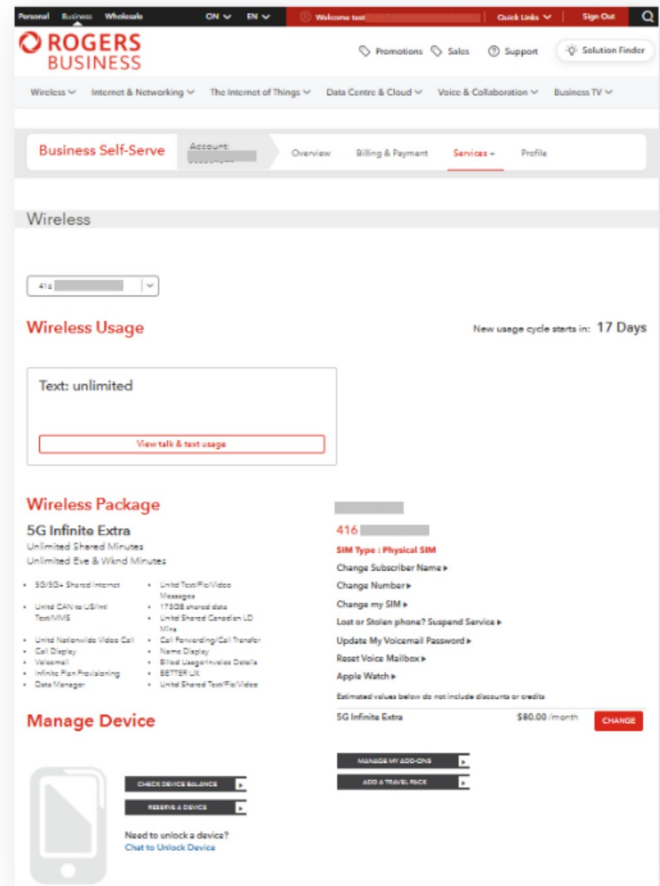 Personal Business Wholesale ON EN Welcome test Quick Links Sign Out
ROGERS
BUSINESS
Promotions Sales Support Solution Finder
Wireless Internet & Networking The Internet of Things Data Centre & Cloud Voice & Collaboration Business TV
Business Self-Serve Account: Overview Billing & Payment Services Profile
Wireless
416
Wireless Usage New usage cycle starts in: 17 Days
Text: unlimited
View talk & text usage
Wireless Package
5G Infinite Extra
Unlimited Shared Minutes
Unlimited Eve & Wknd Minutes
3G/3G+ Shared Internet
Unltd CAN to US/Intl
Text/MMS
Unltd Nationwide Video Call
Call Display
Voicemail
Infinite Plan Provisioning
Data Manager
Unltd Text/Pic/Video
Messages
175GB shared data
Unltd Shared Canadian LD
Mins
Call Forwarding/Call Transfer
Name Display
Billed Usage/Invoice Details
BETTER UX
Unltd Shared Text/Pic/Video
416
SIM Type : Physical SIM
Change Subscriber Name
Change Number
Change my SIM
Lost or Stolen phone? Suspend Service
Update My Voicemail Password
Reset Voice Mailbox
Apple Watch
Estimated values below do not include discounts or credits
5G Infinite Extra $80.00 /month CHANGE
MANAGE MY ADD-ONS
ADD A TRAVEL PACK
Manage Device
CHECK DEVICE BALANCE
RESERVE A DEVICE
Need to unlock a device?
Chat to Unlock Device